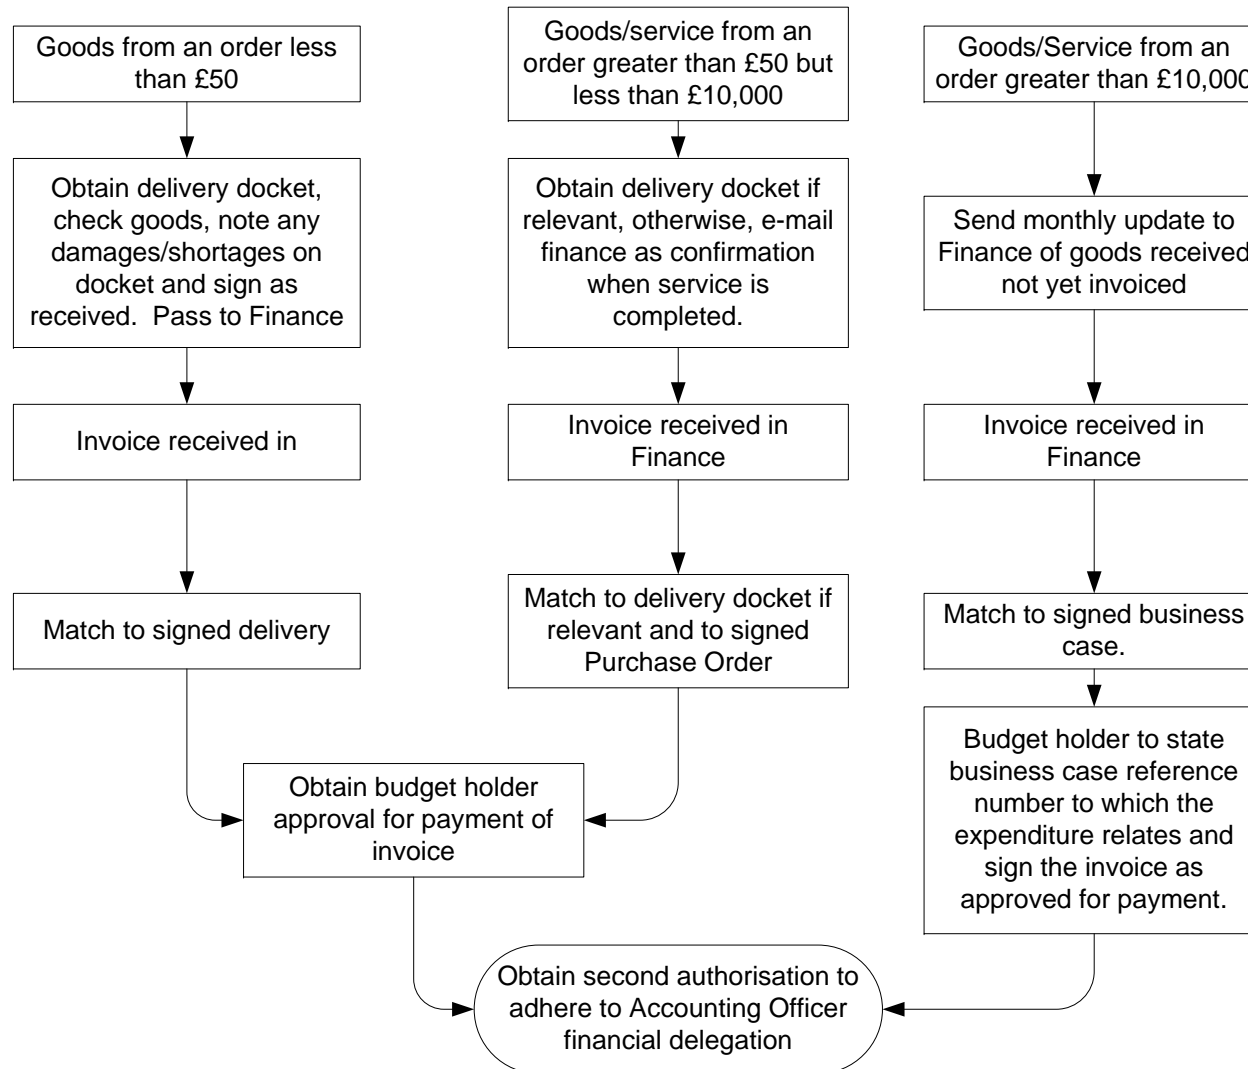 Goods from an order less
than £50
Obtain delivery docket,
check goods, note any
damages/shortages on
docket and sign as
received.  Pass to Finance
Invoice received in
Match to signed delivery
Goods/service from an
order greater than £50 but
less than £10,000
Obtain delivery docket if
relevant, otherwise, e-mail
finance as confirmation
when service is
completed.
Invoice received in
Finance
Match to delivery docket if
relevant and to signed
Purchase Order
Obtain budget holder
approval for payment of
invoice
Goods/Service from an
order greater than £10,000
Send monthly update to
Finance of goods received
not yet invoiced
Invoice received in
Finance
Match to signed business
case.
Budget holder to state
business case reference
number to which the
expenditure relates and
sign the invoice as
approved for payment.
Obtain second authorisation to
adhere to Accounting Officer
financial delegation